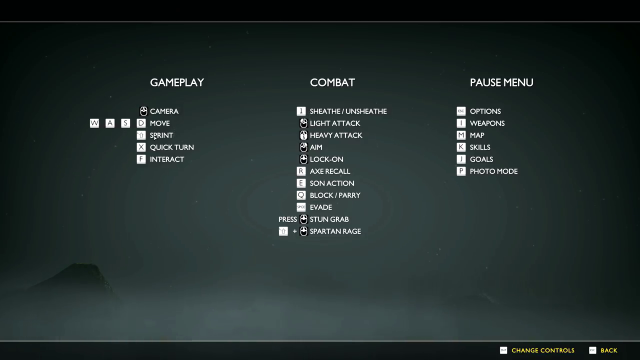 GAMEPLAY
CAMERA
W A S D MOVE
SPRINT
X QUICK TURN
F INTERACT
COMBAT
SHEATHE / UNSHEATHE
LIGHT ATTACK
HEAVY ATTACK
AIM
LOCK-ON
R AXE RECALL
E SON ACTION
Q BLOCK / PARRY
EVADE
PRESS STUN GRAB
+ SPARTAN RAGE
PAUSE MENU
OPTIONS
I WEAPONS
M MAP
K SKILLS
GOALS
P PHOTO MODE
CHANGE CONTROLS
BACK